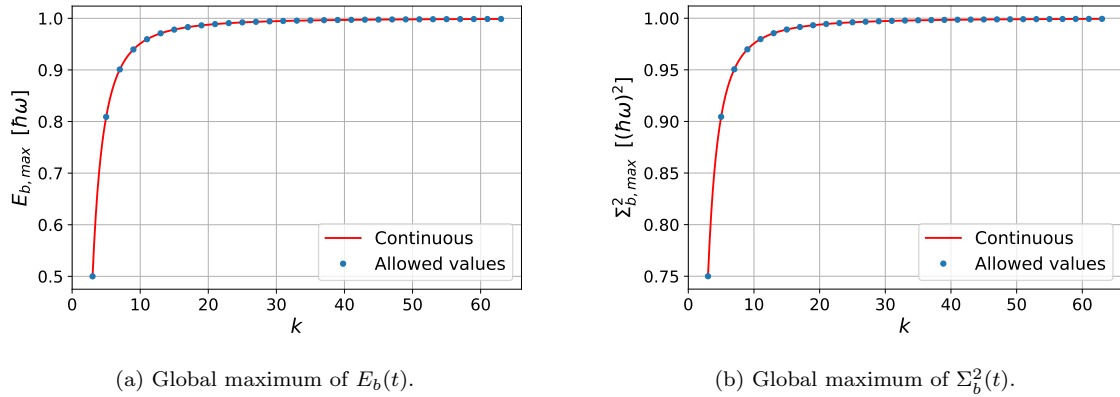 1.0
0.9
0.8
0.7
0.6
0.5
E_{b, max} [ħω]
0 10 20 30 40 50 60
k
Continuous
Allowed values
(a) Global maximum of E_b(t).
1.00
0.95
0.90
0.85
0.80
0.75
Σ²_{b, max} [(ħω)²]
0 10 20 30 40 50 60
k
Continuous
Allowed values
(b) Global maximum of Σ²_b(t).